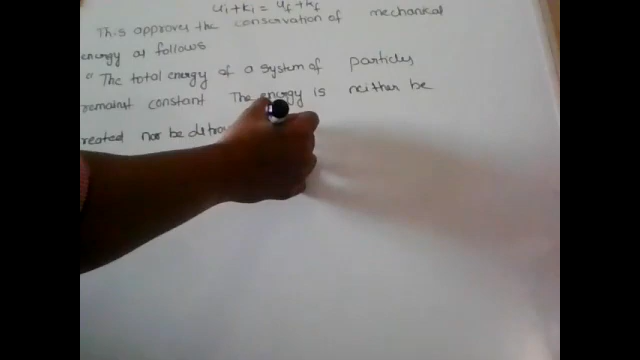 Ui + Ki = Uf + Kf
This approves the conservation of mechanical
energy as follows
" The total energy of a system of particles
remains constant The energy is neither be
reated nor be